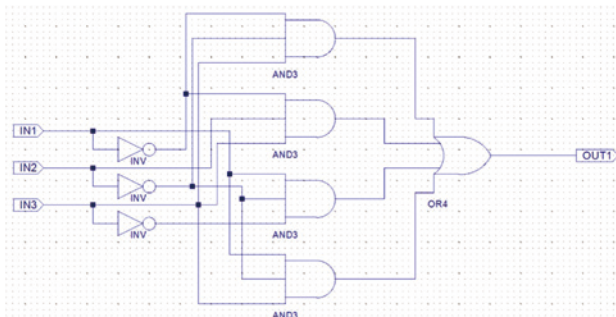 AND3
AND3
IN1
INV
IN2
OUT1
INV
IN3
OR4
INV
AND3
AND3